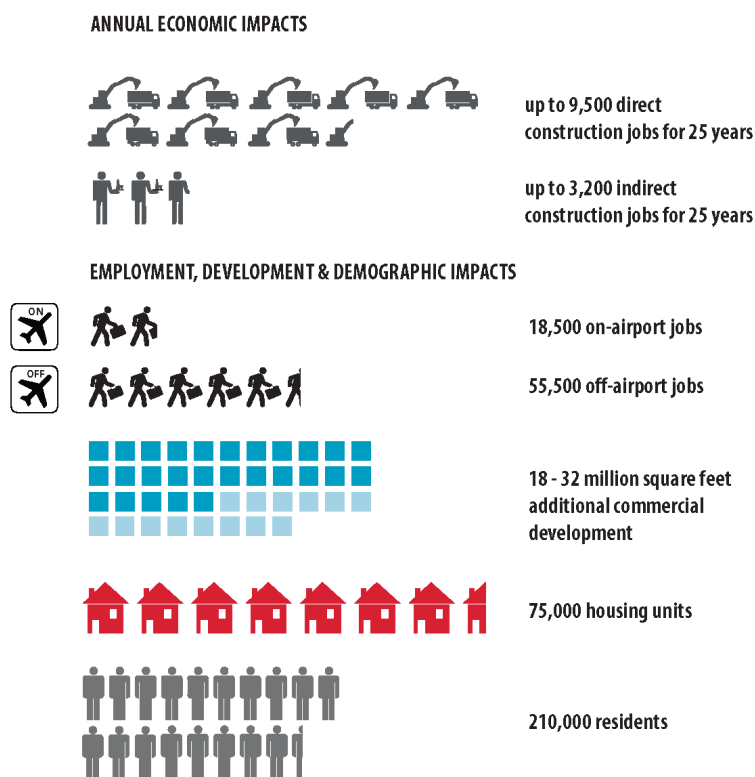 ANNUAL ECONOMIC IMPACTS
up to 9,500 direct
construction jobs for 25 years
up to 3,200 indirect
construction jobs for 25 years
EMPLOYMENT, DEVELOPMENT & DEMOGRAPHIC IMPACTS
ON
18,500 on-airport jobs
OFF
55,500 off-airport jobs
18 - 32 million square feet
additional commercial
development
75,000 housing units
210,000 residents